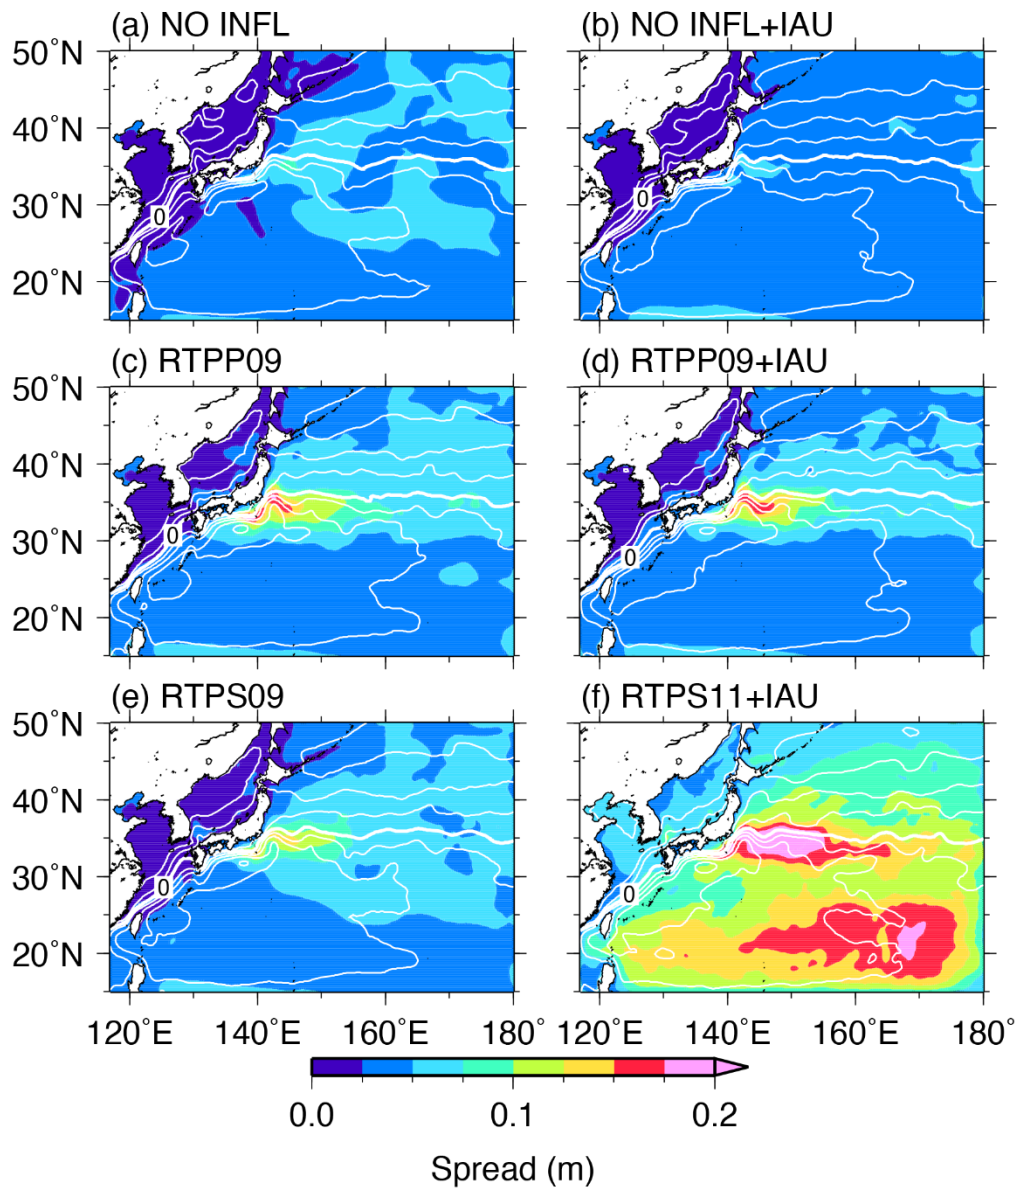 (a) NO INFL
(b) NO INFL+IAU
50°N
40°N
30°N
20°N
0
0
(c) RTPP09
(d) RTPP09+IAU
50°N
40°N
30°N
20°N
0
0
(e) RTPS09
(f) RTPS11+IAU
50°N
40°N
30°N
20°N
0
0
120°E 140°E 160°E 180°
120°E 140°E 160°E 180°
0.0 0.1 0.2
Spread (m)